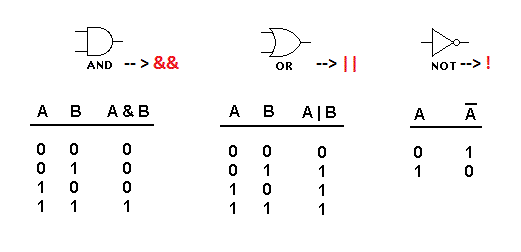 AND -- > &&
A B A & B
0 0 0
0 1 0
1 0 0
1 1 1
OR --> ||
A B A | B
0 0 0
0 1 1
1 0 1
1 1 1
NOT --> !
A A̅
0 1
1 0